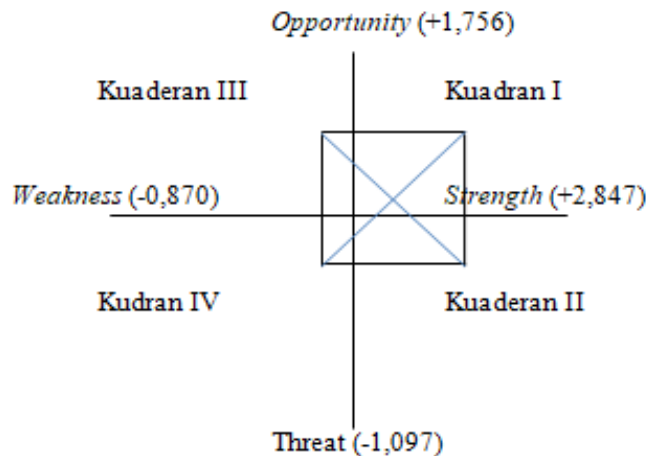 Opportunity (+1,756)
Kuaderan III
Kuadran I
Weakness (-0,870)
Strength (+2,847)
Kudran IV
Kuaderan II
Threat (-1,097)